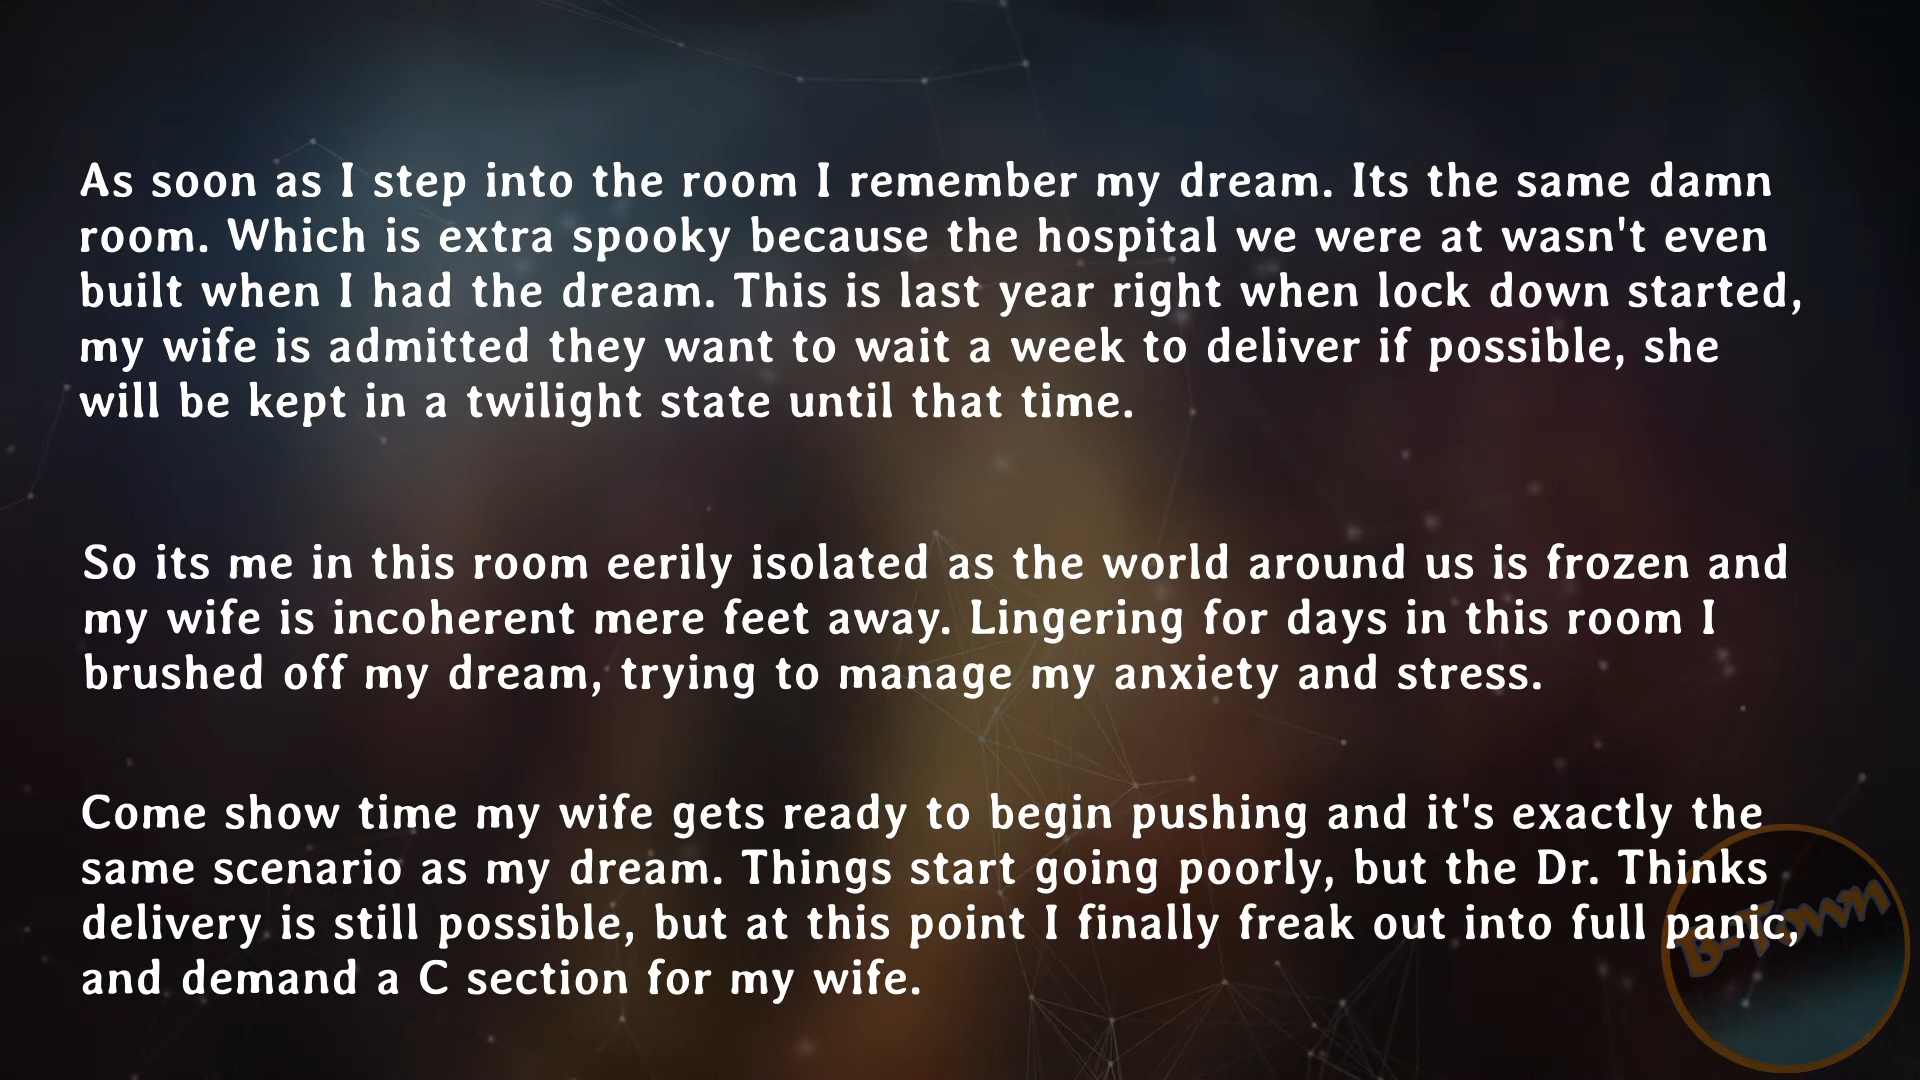 As soon as I step into the room I remember my dream. Its the same damn
room. Which is extra spooky because the hospital we were at wasn't even
built when I had the dream. This is last year right when lock down started,
my wife is admitted they want to wait a week to deliver if possible, she
will be kept in a twilight state until that time.
So its me in this room eerily isolated as the world around us is frozen and
my wife is incoherent mere feet away. Lingering for days in this room I
brushed off my dream, trying to manage my anxiety and stress.
Come show time my wife gets ready to begin pushing and it's exactly the
same scenario as my dream. Things start going poorly, but the Dr. Thinks
delivery is still possible, but at this point I finally freak out into full panic,
and demand a C section for my wife.
B-Town